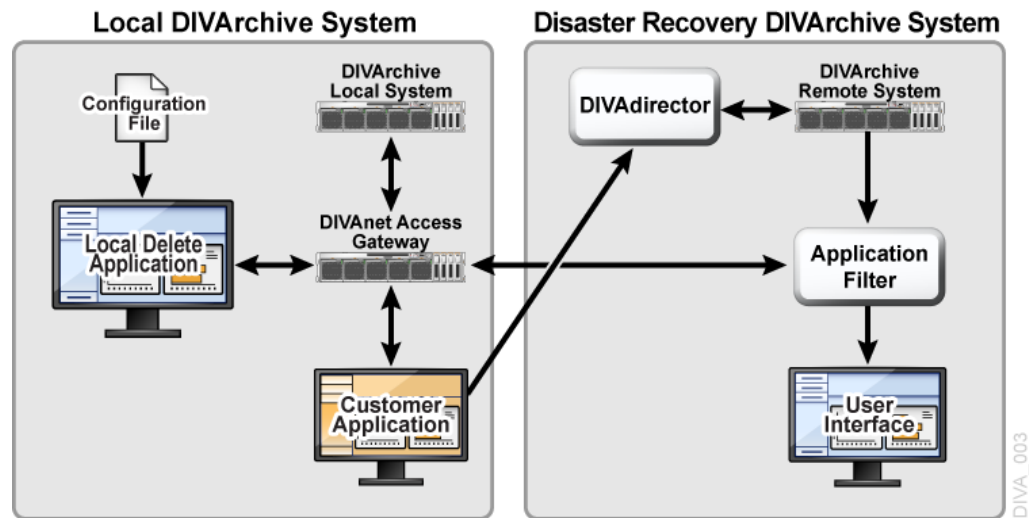 Local DIVArchive System
Configuration
File
DIVArchive
Local System
Local Delete
Application
DIVAnet Access
Gateway
Customer
Application
Disaster Recovery DIVArchive System
DIVAdirector
DIVArchive
Remote System
Application
Filter
User
Interface
DIVA_003